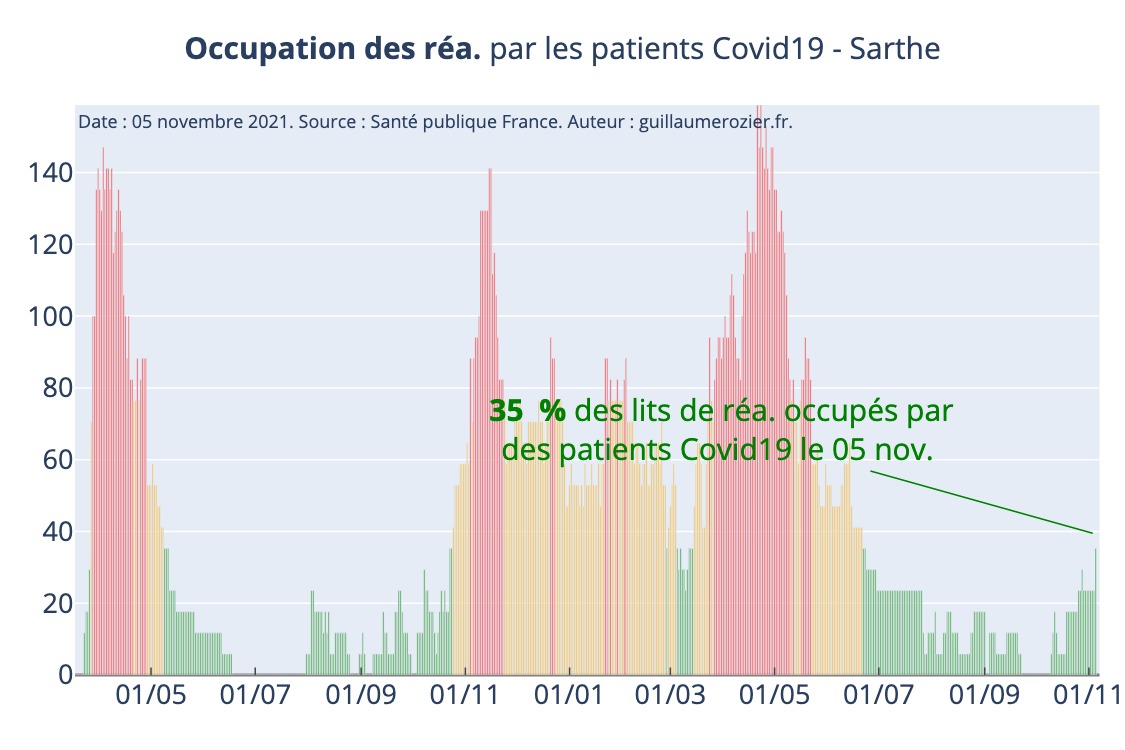 Occupation des réa. par les patients Covid19 - Sarthe
Date : 05 novembre 2021. Source : Santé publique France. Auteur : guillaumerozier.fr.
140
120
100
80
35 % des lits de réa. occupés par
des patients Covid19 le 05 nov.
60
40
20
0
01/05 01/07 01/09 01/11 01/01 01/03 01/05 01/07 01/09 01/11